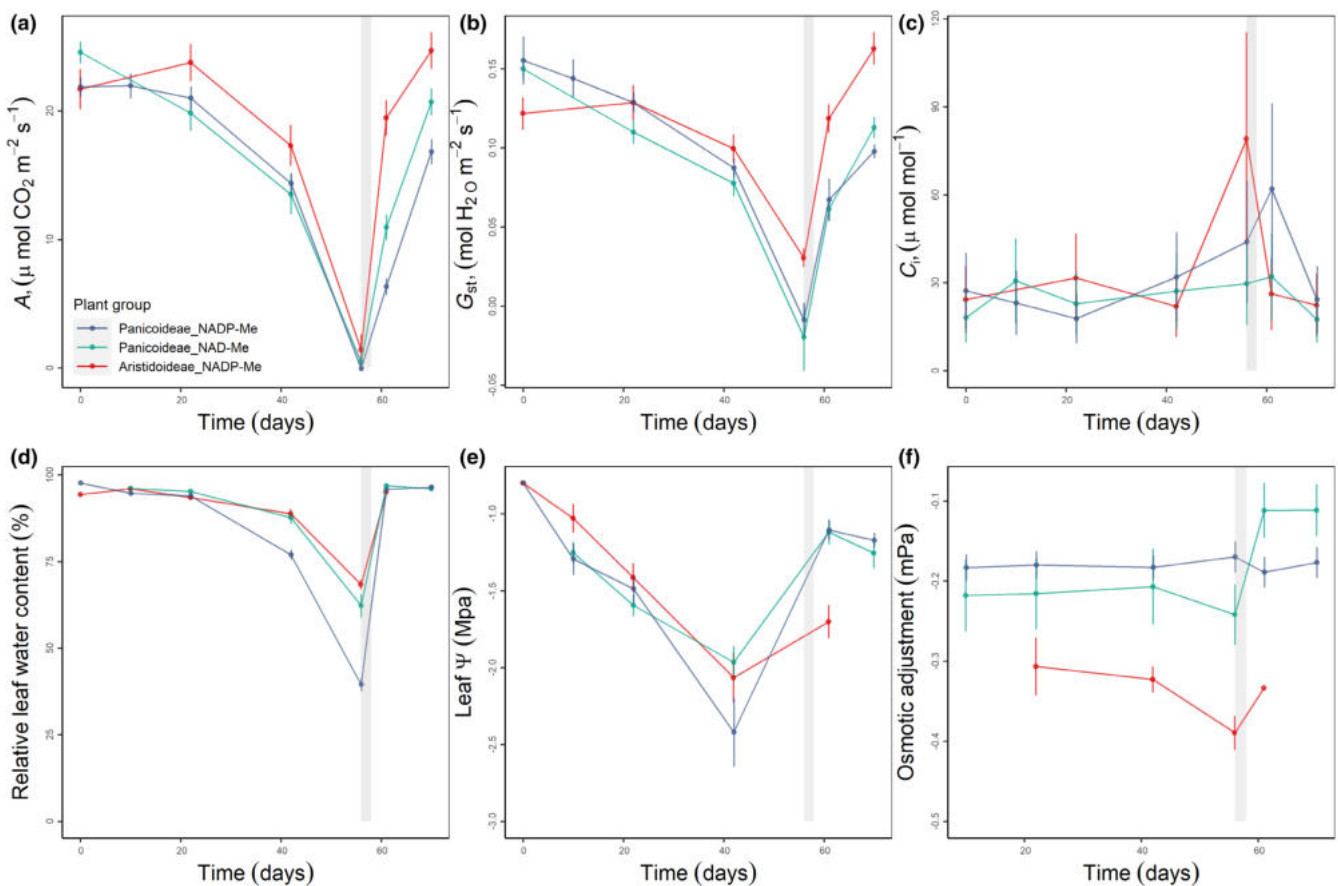 (a)
A, (μ mol CO2 m−2 s−1)
20
10
0
Plant group
Panicoideae_NADP-Me
Panicoideae_NAD-Me
Aristidoideae_NADP-Me
0 20 40 60
Time (days)
(b)
Gst, (mol H2 O m−2 s−1)
0.15
0.10
0.05
0.00
-0.05
0 20 40 60
Time (days)
(c)
Ci, (μ mol mol−1)
120
90
60
30
0
0 20 40 60
Time (days)
(d)
Relative leaf water content (%)
100
75
50
25
0
0 20 40 60
Time (days)
(e)
Leaf Ψ (Mpa)
-1.0
-1.5
-2.0
-2.5
-3.0
0 20 40 60
Time (days)
(f)
Osmotic adjustment (mPa)
-0.1
-0.2
-0.3
-0.4
-0.5
20 40 60
Time (days)